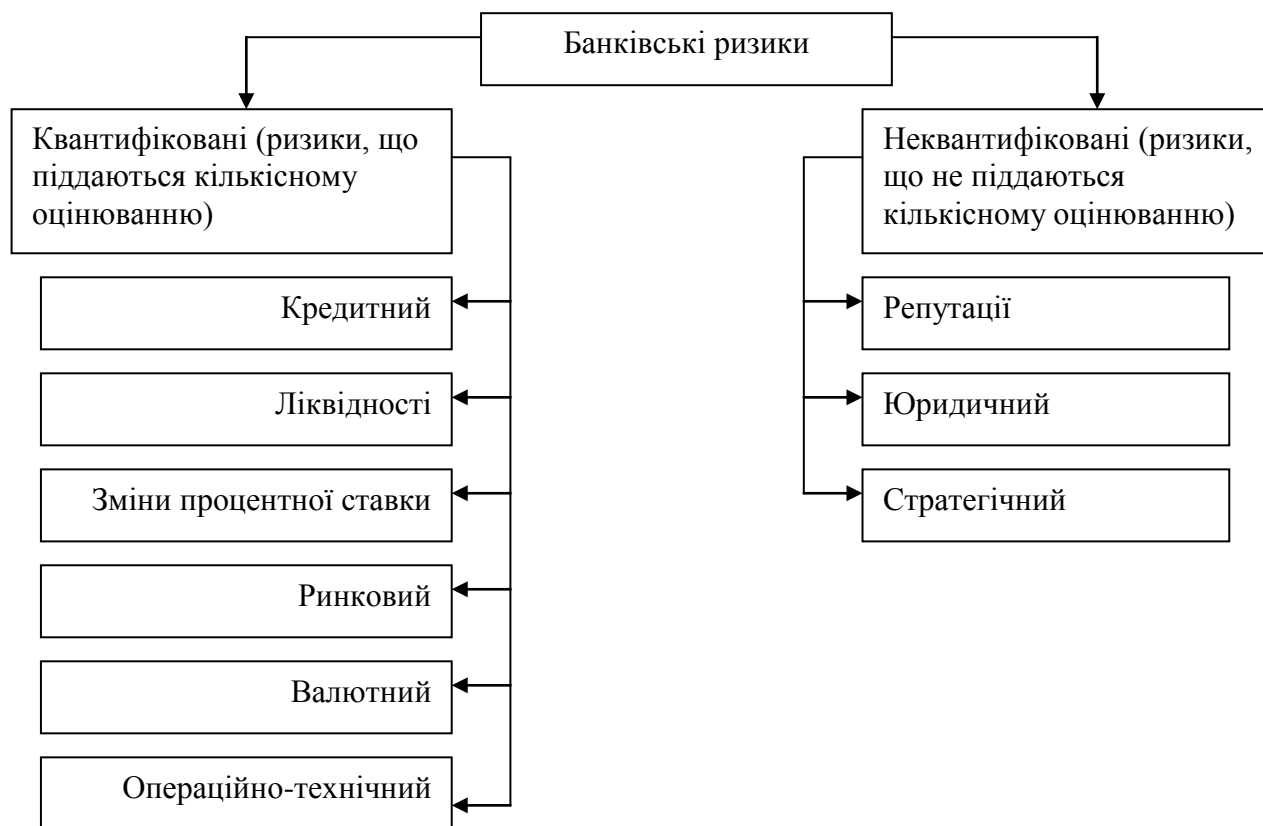 Банківські ризики
Квантифіковані (ризики, що
піддаються кількісному
оцінюванню)
Кредитний
Ліквідності
Зміни процентної ставки
Ринковий
Валютний
Операційно-технічний
Неквантифіковані (ризики,
що не піддаються
кількісному оцінюванню)
Репутації
Юридичний
Стратегічний